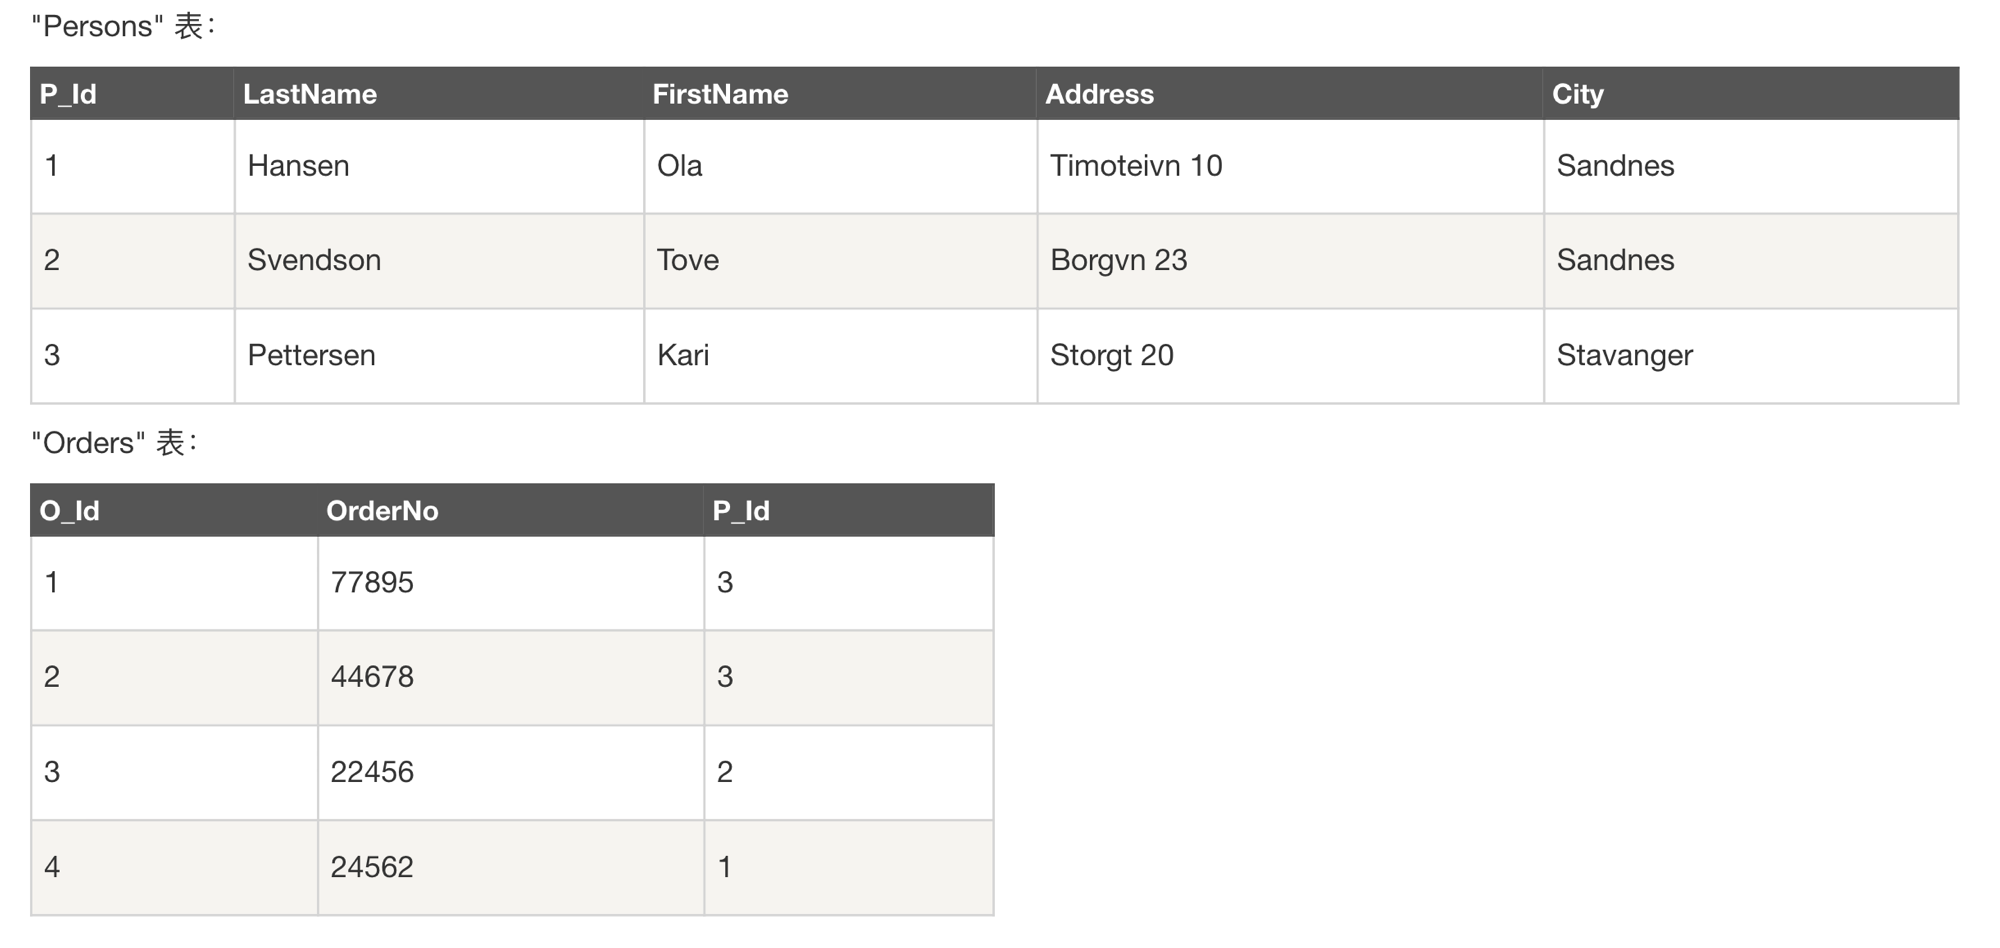 "Persons" 表：
P_Id LastName FirstName Address City
1 Hansen Ola Timoteivn 10 Sandnes
2 Svendson Tove Borgvn 23 Sandnes
3 Pettersen Kari Storgt 20 Stavanger
"Orders" 表：
O_Id OrderNo P_Id
1 77895 3
2 44678 3
3 22456 2
4 24562 1